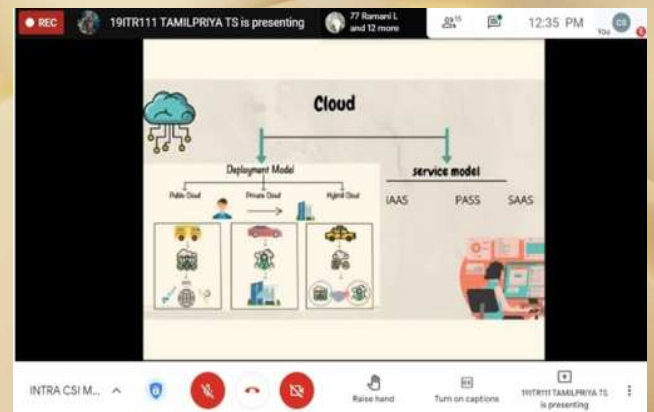 REC
19ITR111 TAMILPRIYA TS is presenting
77 Ramani L
and 12 more
15
12:35 PM
You
CS
Cloud
Deployment Model
service model
Public Cloud
Private Cloud
Hybrid Cloud
IAAS
PASS
SAAS
INTRA CSI M...
Raise hand
Turn on captions
19ITR111 TAMILPRIYA TS
is presenting